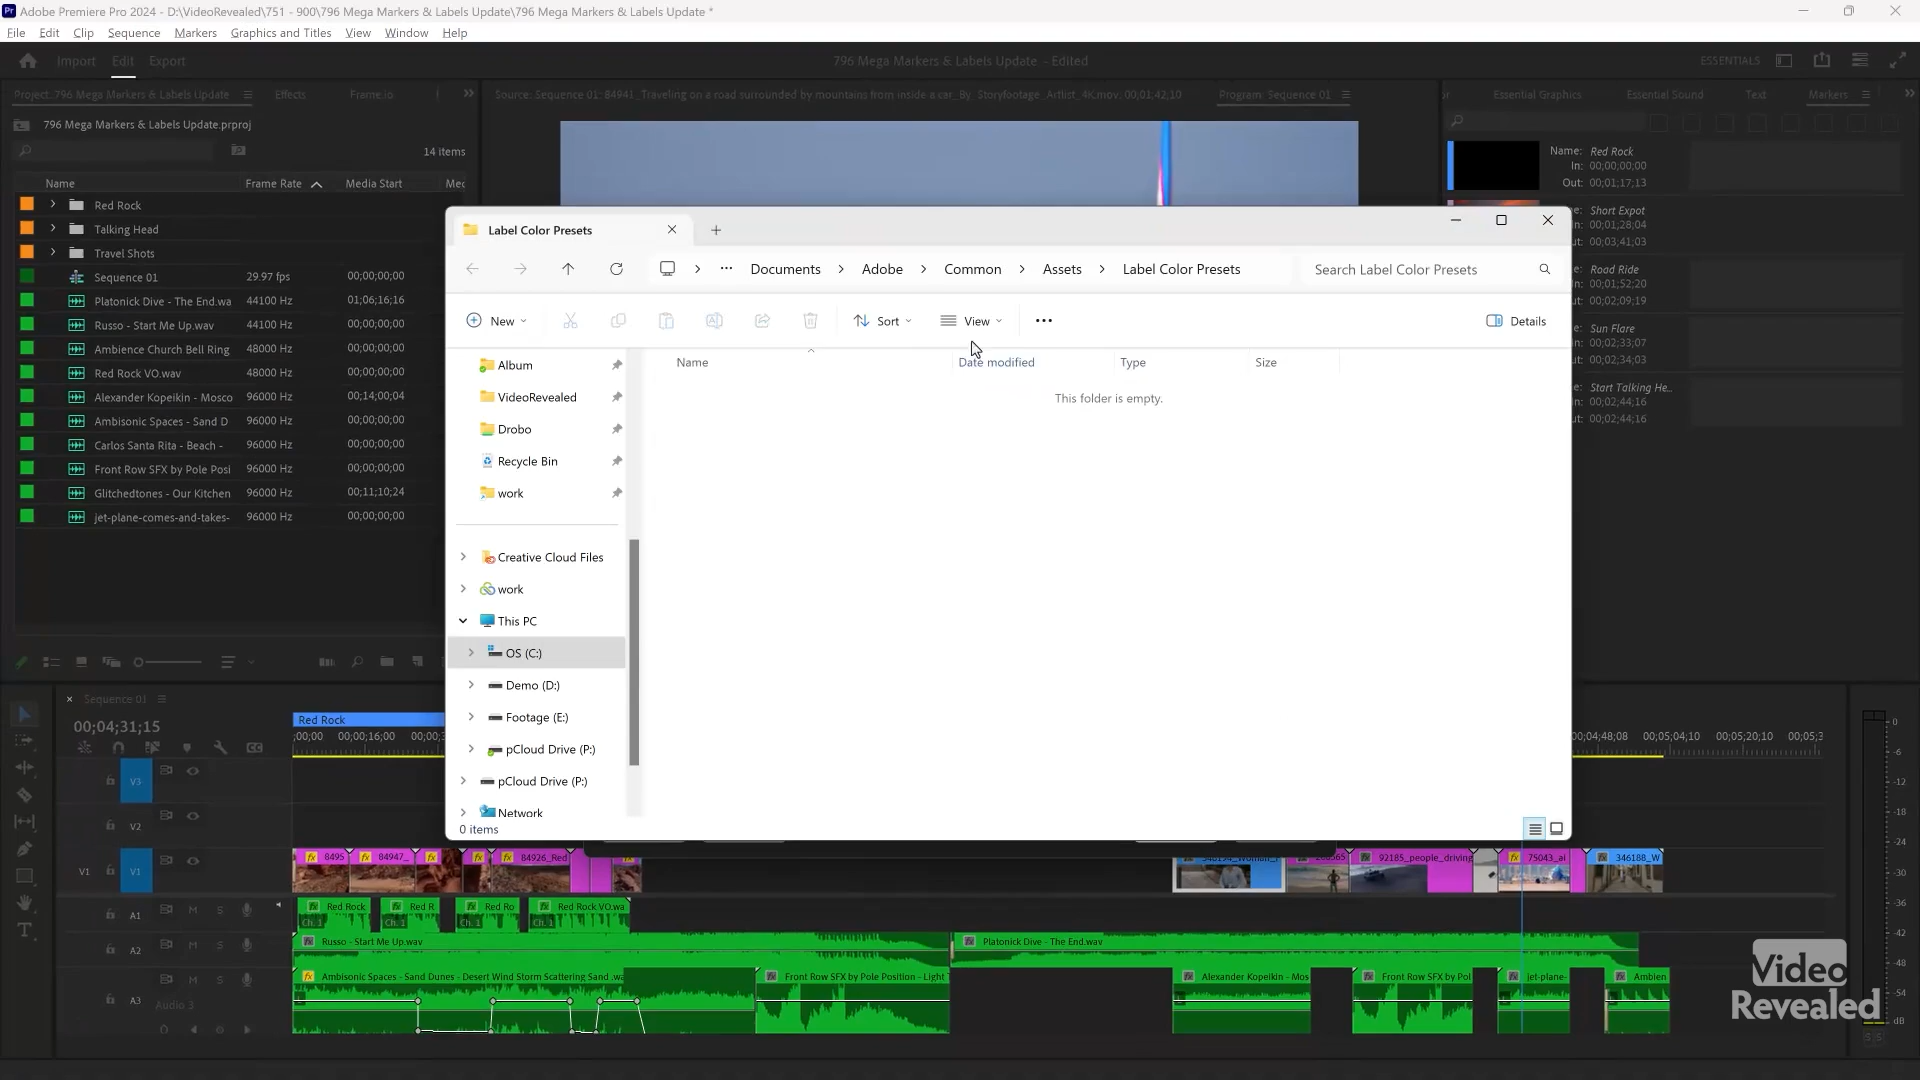 Adobe Premiere Pro 2024 - D:\VideoRevealed\751 - 900\796 Mega Markers & Labels Update\796 Mega Markers & Labels Update *
File Edit Clip Sequence Markers Graphics and Titles View Window Help
Import Edit Export
796 Mega Markers & Labels Update - Edited
ESSENTIALS
Project: 796 Mega Markers & Labels Update
Effects
Frame.io
Source: Sequence 01: 84941_Traveling on a road surrounded by mountains from inside a car_By_Storyfootage_Artlist_4K.mov: 00;01;42;10
Program: Sequence 01
Essential Graphics
Essential Sound
Text
Markers
796 Mega Markers & Labels Update.prproj
14 items
Name Frame Rate Media Start
Red Rock
Talking Head
Travel Shots
Sequence 01 29.97 fps 00;00;00;00
Platonick Dive - The End.wa 44100 Hz 01;06;16;16
Russo - Start Me Up.wav 44100 Hz 00;00;00;00
Ambience Church Bell Ring 48000 Hz 00;00;00;00
Red Rock VO.wav 48000 Hz 00;00;00;00
Alexander Kopeikin - Mosco 96000 Hz 00;14;00;04
Ambisonic Spaces - Sand D 96000 Hz 00;00;00;00
Carlos Santa Rita - Beach - 96000 Hz 00;00;00;00
Front Row SFX by Pole Posi 96000 Hz 00;00;00;00
Glitchedtones - Our Kitchen 96000 Hz 00;11;10;24
jet-plane-comes-and-takes- 96000 Hz 00;00;00;00
Name: Red Rock
In: 00;00;00;00
Out: 00;01;17;13
Short Expot
00;01;28;04
00;03;41;03
Road Ride
00;01;52;20
00;02;09;19
Sun Flare
00;02;33;07
00;02;34;03
Start Talking He...
00;02;44;16
00;02;44;16
Label Color Presets
Documents Adobe Common Assets Label Color Presets
Search Label Color Presets
New
Sort
View
Details
Name Date modified Type Size
This folder is empty.
Album
VideoRevealed
Drobo
Recycle Bin
work
Creative Cloud Files
work
This PC
OS (C:)
Demo (D:)
Footage (E:)
pCloud Drive (P:)
pCloud Drive (P:)
Network
0 items
Sequence 01
00;04;31;15
Red Rock
;00;00 00;00;16;00
00;04;48;08 00;05;04;10 00;05;20;10
V3
V2
V1 V1
A1
A2
A3
M S
M S
M S
Audio 3
8495 84947_ 84926_Red
92185_people_driving 75043_al 346188_W
Red Rock Red R Red Ro Red Rock VO.wa
Ch. 1 Ch. 1 Ch. 1 Ch. 1
Russo - Start Me Up.wav
Platonick Dive - The End.wav
Ambisonic Spaces - Sand Dunes - Desert Wind Storm Scattering Sand .wa
Front Row SFX by Pole Position - Light
Alexander Kopeikin - Mos
Front Row SFX by Pol
jet-plane-
Ambien
0
-6
-12
-18
-24
-30
-36
-42
-48
-54
dB
S S
Video
Revealed